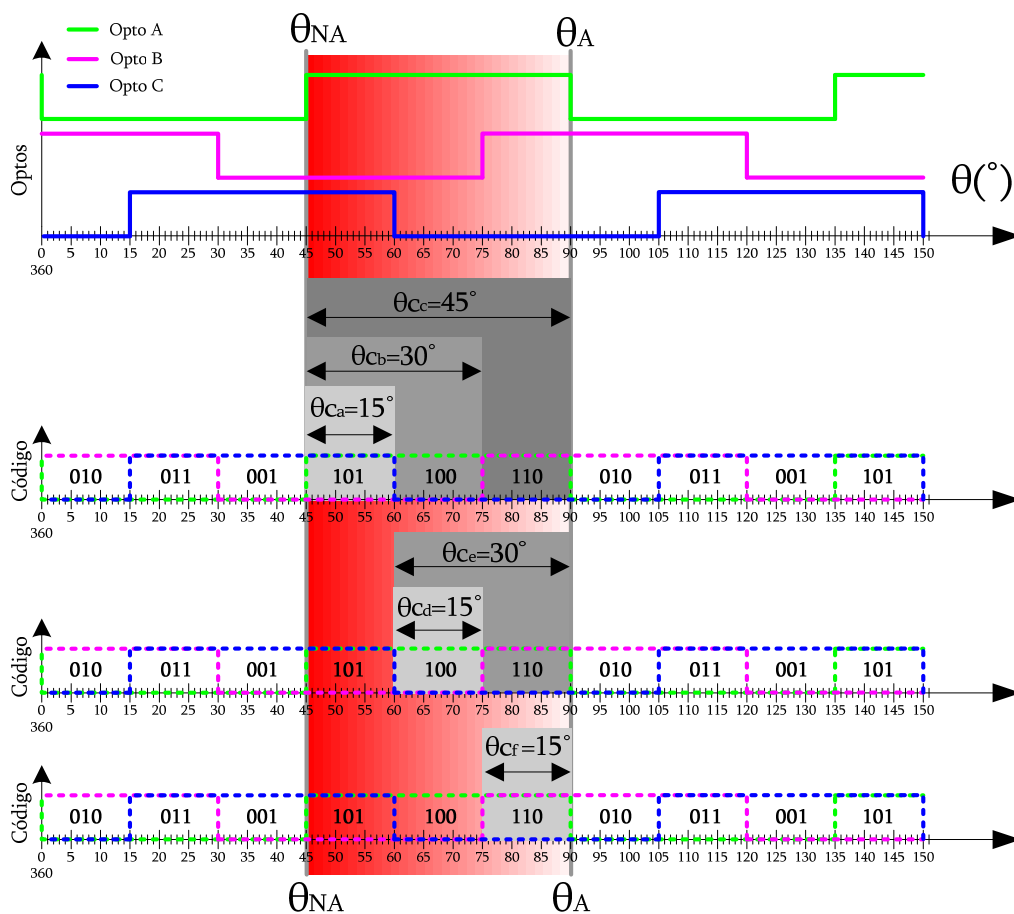 θNA
θA
Opto A
Opto B
Opto C
Optos
θ(°)
0 5 10 15 20 25 30 35 40 45 50 55 60 65 70 75 80 85 90 95 100 105 110 115 120 125 130 135 140 145 150
360
θcc=45°
θcb=30°
θca=15°
Código
010 011 001 101 100 110 010 011 001 101
0 5 10 15 20 25 30 35 40 45 50 55 60 65 70 75 80 85 90 95 100 105 110 115 120 125 130 135 140 145 150
360
θce=30°
θcd=15°
Código
010 011 001 101 100 110 010 011 001 101
0 5 10 15 20 25 30 35 40 45 50 55 60 65 70 75 80 85 90 95 100 105 110 115 120 125 130 135 140 145 150
360
θcf=15°
Código
010 011 001 101 100 110 010 011 001 101
0 5 10 15 20 25 30 35 40 45 50 55 60 65 70 75 80 85 90 95 100 105 110 115 120 125 130 135 140 145 150
360
θNA
θA